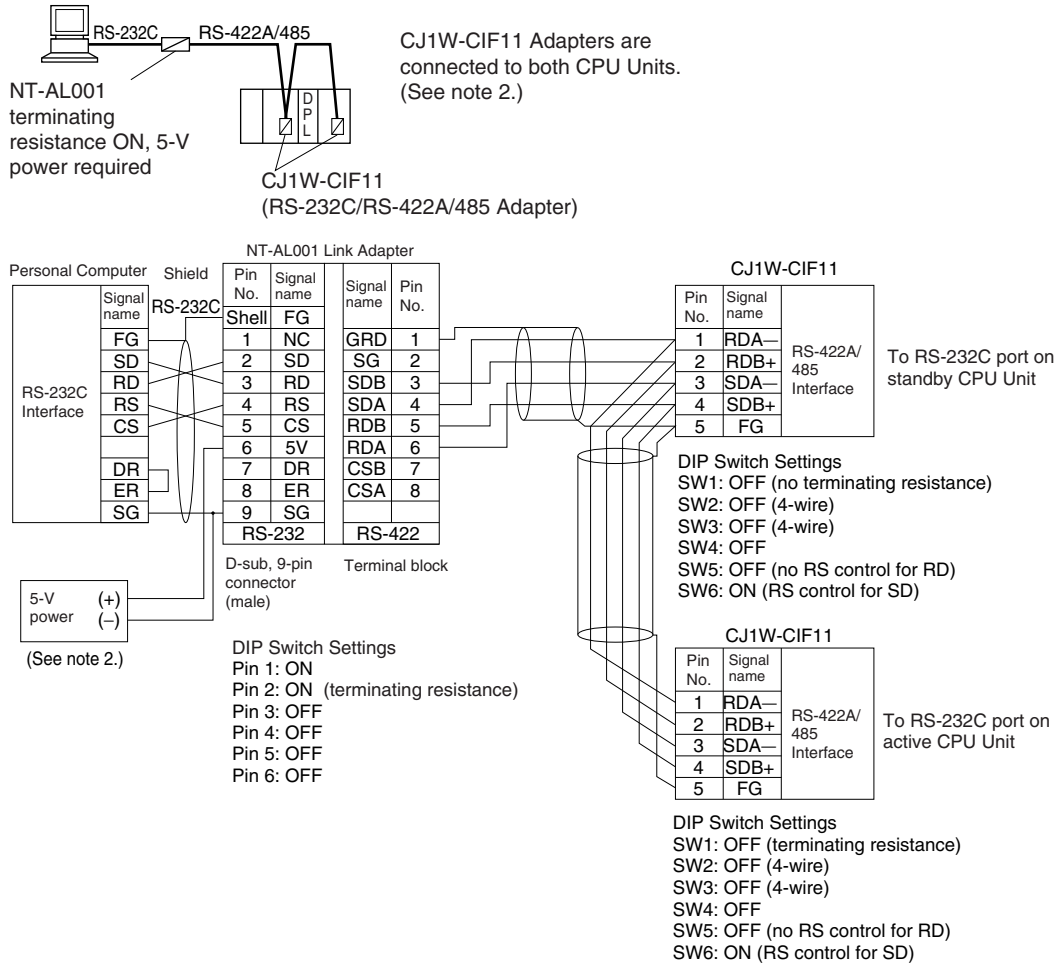 RS-232C
RS-422A/485
NT-AL001
terminating
resistance ON, 5-V
power required
D
P
L
CJ1W-CIF11
(RS-232C/RS-422A/485 Adapter)
CJ1W-CIF11 Adapters are
connected to both CPU Units.
(See note 2.)
Personal Computer
Shield
RS-232C
RS-232C
Interface
Signal
name
FG
SD
RD
RS
CS
DR
ER
SG
NT-AL001 Link Adapter
Pin
No.
Signal
name
Shell FG
1 NC
2 SD
3 RD
4 RS
5 CS
6 5V
7 DR
8 ER
9 SG
RS-232
Signal
name
Pin
No.
GRD 1
SG 2
SDB 3
SDA 4
RDB 5
RDA 6
CSB 7
CSA 8
RS-422
D-sub, 9-pin
connector
(male)
Terminal block
5-V
power
(+)
(–)
(See note 2.)
DIP Switch Settings
Pin 1: ON
Pin 2: ON (terminating resistance)
Pin 3: OFF
Pin 4: OFF
Pin 5: OFF
Pin 6: OFF
CJ1W-CIF11
Pin
No.
Signal
name
1 RDA—
2 RDB+
3 SDA—
4 SDB+
5 FG
RS-422A/
485
Interface
To RS-232C port on
standby CPU Unit
DIP Switch Settings
SW1: OFF (no terminating resistance)
SW2: OFF (4-wire)
SW3: OFF (4-wire)
SW4: OFF
SW5: OFF (no RS control for RD)
SW6: ON (RS control for SD)
CJ1W-CIF11
Pin
No.
Signal
name
1 RDA—
2 RDB+
3 SDA—
4 SDB+
5 FG
RS-422A/
485
Interface
To RS-232C port on
active CPU Unit
DIP Switch Settings
SW1: OFF (terminating resistance)
SW2: OFF (4-wire)
SW3: OFF (4-wire)
SW4: OFF
SW5: OFF (no RS control for RD)
SW6: ON (RS control for SD)